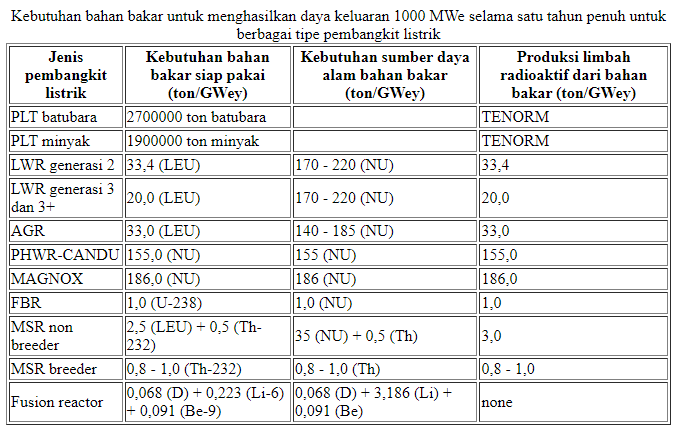 Kebutuhan bahan bakar untuk menghasilkan daya keluaran 1000 MWe selama satu tahun penuh untuk
berbagai tipe pembangkit listrik
Jenis
pembangkit
listrik
Kebutuhan bahan
bakar siap pakai
(ton/GWey)
Kebutuhan sumber daya
alam bahan bakar
(ton/GWey)
Produksi limbah
radioaktif dari bahan
bakar (ton/GWey)
PLT batubara
2700000 ton batubara
TENORM
PLT minyak
1900000 ton minyak
TENORM
LWR generasi 2
33,4 (LEU)
170 - 220 (NU)
33,4
LWR generasi 3
dan 3+
20,0 (LEU)
170 - 220 (NU)
20,0
AGR
33,0 (LEU)
140 - 185 (NU)
33,0
PHWR-CANDU
155,0 (NU)
155 (NU)
155,0
MAGNOX
186,0 (NU)
186 (NU)
186,0
FBR
1,0 (U-238)
1,0 (NU)
1,0
MSR non
breeder
2,5 (LEU) + 0,5 (Th-
232)
35 (NU) + 0,5 (Th)
3,0
MSR breeder
0,8 - 1,0 (Th-232)
0,8 - 1,0 (Th)
0,8 - 1,0
Fusion reactor
0,068 (D) + 0,223 (Li-6)
+ 0,091 (Be-9)
0,068 (D) + 3,186 (Li) +
0,091 (Be)
none